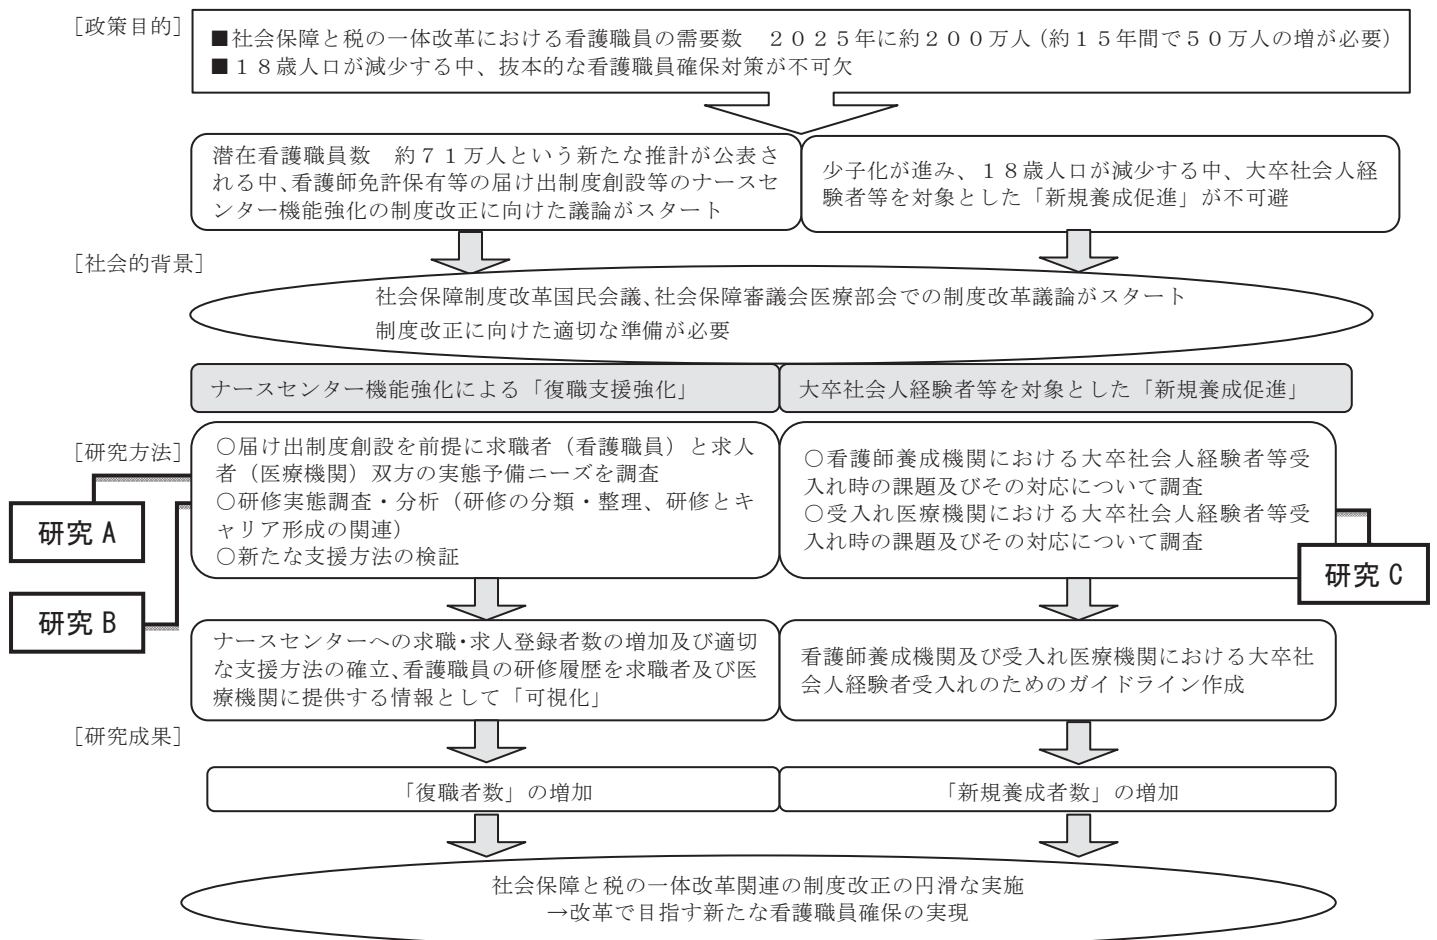 ［政策目的］
■社会保障と税の一体改革における看護職員の需要数　２０２５年に約２００万人（約１５年間で５０万人の増が必要）
■１８歳人口が減少する中、抜本的な看護職員確保対策が不可欠
潜在看護職員数　約７１万人という新たな推計が公表さ
れる中、看護師免許保有等の届け出制度創設等のナースセ
ンター機能強化の制度改正に向けた議論がスタート
少子化が進み、１８歳人口が減少する中、大卒社会人経
験者等を対象とした「新規養成促進」が不可避
［社会的背景］
社会保障制度改革国民会議、社会保障審議会医療部会での制度改革議論がスタート
制度改正に向けた適切な準備が必要
ナースセンター機能強化による「復職支援強化」
大卒社会人経験者等を対象とした「新規養成促進」
［研究方法］
○届け出制度創設を前提に求職者（看護職員）と求人
者（医療機関）双方の実態予備ニーズを調査
○研修実態調査・分析（研修の分類・整理、研修とキ
ャリア形成の関連）
○新たな支援方法の検証
○看護師養成機関における大卒社会人経験者等受
入れ時の課題及びその対応について調査
○受入れ医療機関における大卒社会人経験者等受
入れ時の課題及びその対応について調査
研究 A
研究 B
研究 C
ナースセンターへの求職・求人登録者数の増加及び適切
な支援方法の確立、看護職員の研修履歴を求職者及び医
療機関に提供する情報として「可視化」
看護師養成機関及び受入れ医療機関における大卒社
会人経験者受入れのためのガイドライン作成
［研究成果］
「復職者数」の増加
「新規養成者数」の増加
社会保障と税の一体改革関連の制度改正の円滑な実施
→改革で目指す新たな看護職員確保の実現